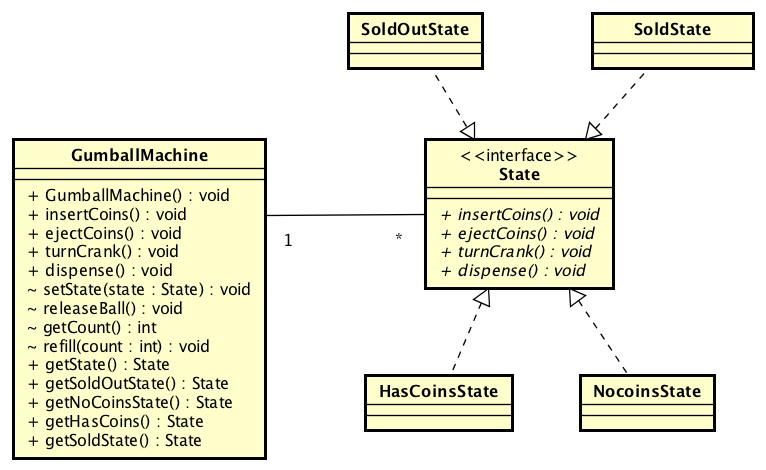 SoldOutState
SoldState
GumballMachine
+ GumballMachine() : void
+ insertCoins() : void
+ ejectCoins() : void
+ turnCrank() : void
+ dispense() : void
~ setState(state : State) : void
~ releaseBall() : void
~ getCount() : int
~ refill(count : int) : void
+ getState() : State
+ getSoldOutState() : State
+ getNoCoinsState() : State
+ getHasCoins() : State
+ getSoldState() : State
1
*
<<interface>>
State
+ insertCoins() : void
+ ejectCoins() : void
+ turnCrank() : void
+ dispense() : void
HasCoinsState
NocoinsState